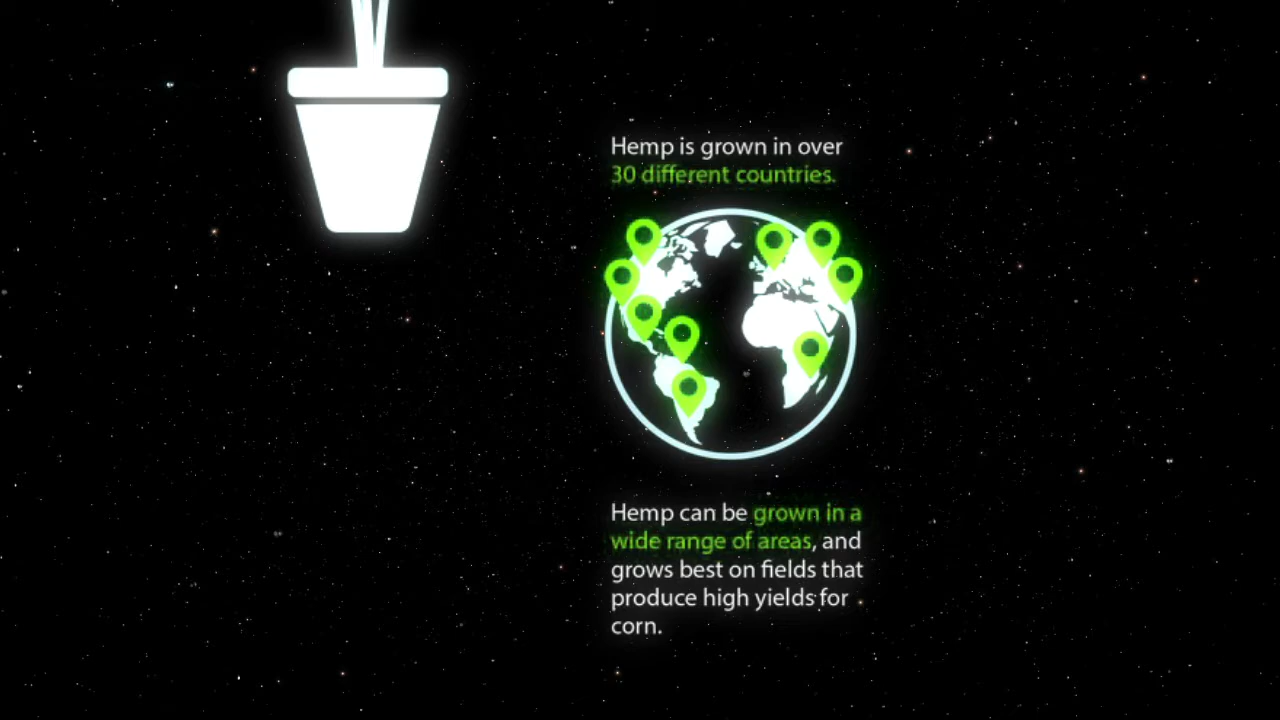 Hemp is grown in over
30 different countries.
Hemp can be grown in a
wide range of areas, and
grows best on fields that
produce high yields for
corn.